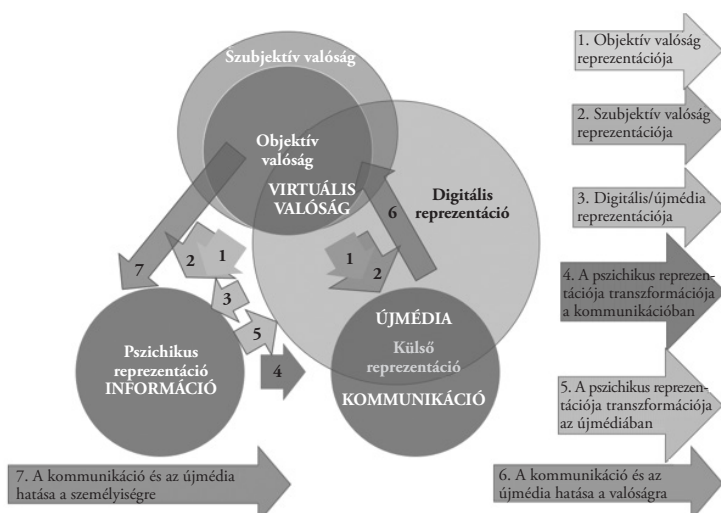 Szubjektív valóság
Objektív
valóság
VIRTUÁLIS
VALÓSÁG
Digitális
reprezentáció
6
7
2
1
1
2
3
5
4
Pszichikus
reprezentáció
INFORMÁCIÓ
ÚJMÉDIA
Külső
reprezentáció
KOMMUNIKÁCIÓ
1. Objektív valóság
reprezentációja
2. Szubjektív valóság
reprezentációja
3. Digitális/újmédia
reprezentációja
4. A pszichikus reprezen-
tációja transzformációja
a kommunikációban
5. A pszichikus reprezen-
tációja transzformációja
az újmédiában
7. A kommunikáció és az újmédia
hatása a személyiségre
6. A kommunikáció és az
újmédia hatása a valóságra